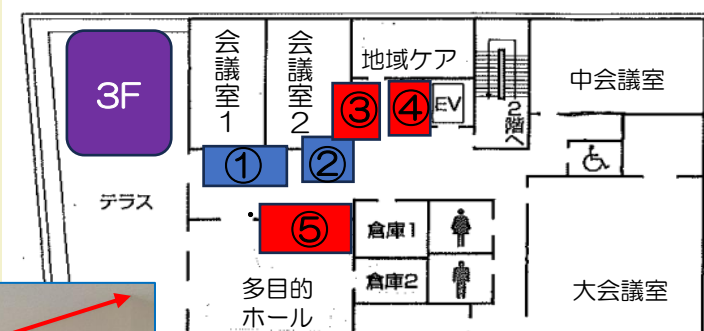 3F
会議室1
会議室2
地域ケア
中会議室
③
④
EV
2階へ
①
②
テラス
⑤
倉庫1
倉庫2
多目的
ホール
大会議室